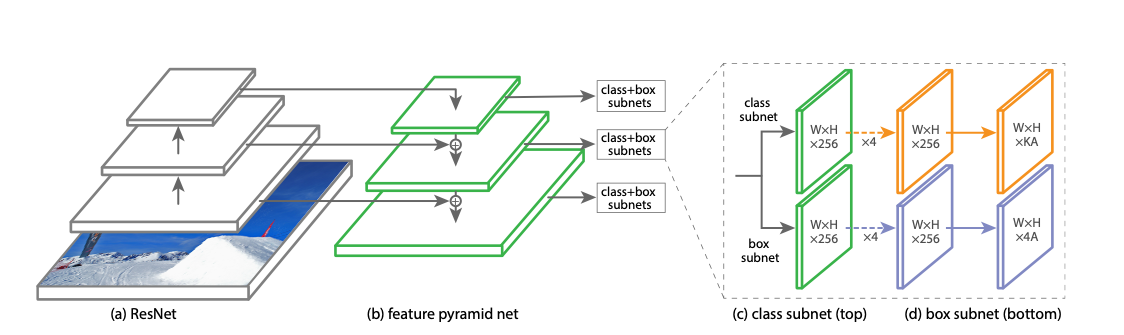 class+box
subnets
class+box
subnets
class+box
subnets
class
subnet
W×H
×256
×4
W×H
×256
W×H
×KA
box
subnet
W×H
×256
×4
W×H
×256
W×H
×4A
(a) ResNet
(b) feature pyramid net
(c) class subnet (top)
(d) box subnet (bottom)